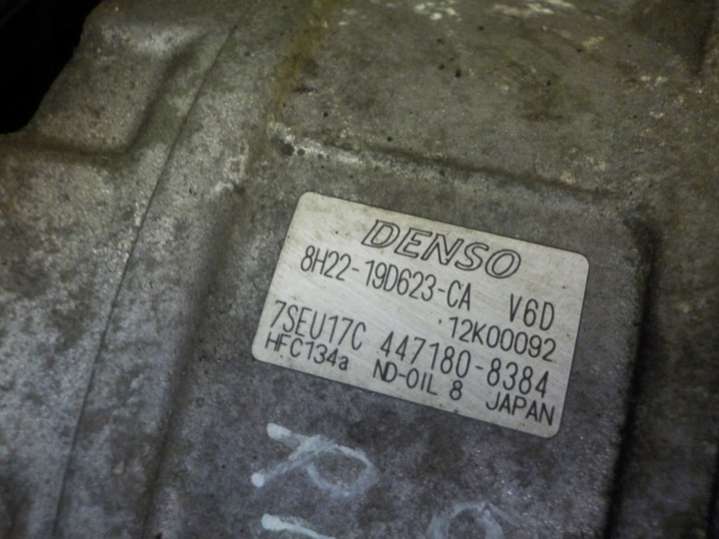 DENSO
8H22-19D623-CA V6D
12K00092
7SEU17C 447180-8384
HFC134a ND-OIL 8 JAPAN
R